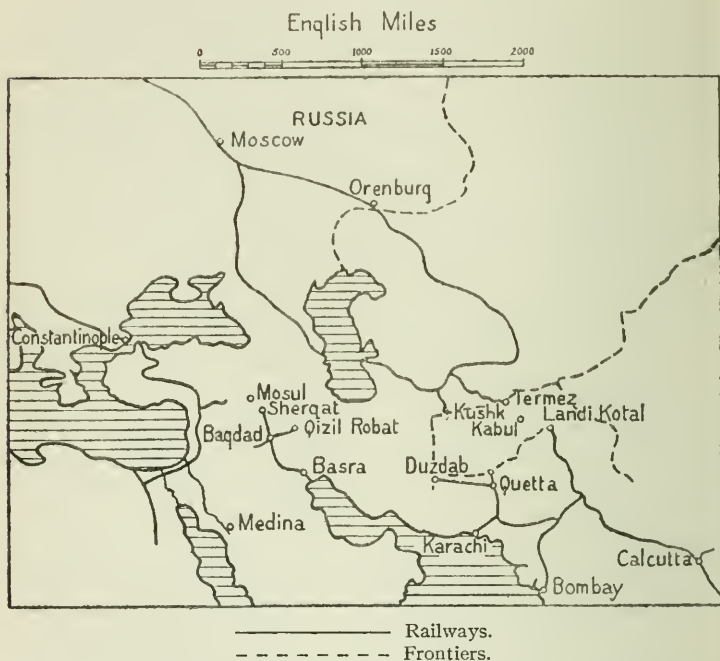 English Miles
0 500 1000 1500 2000
RUSSIA
Moscow
Orenburg
Constantinople
Mosul
Sherqat
Qizil Robat
Baqdad
Termez
Kushk
Landi Kotal
Kabul
Basra
Duzdab
Quetta
Medina
Karachi
Calcutta
Bombay
Railways.
Frontiers.